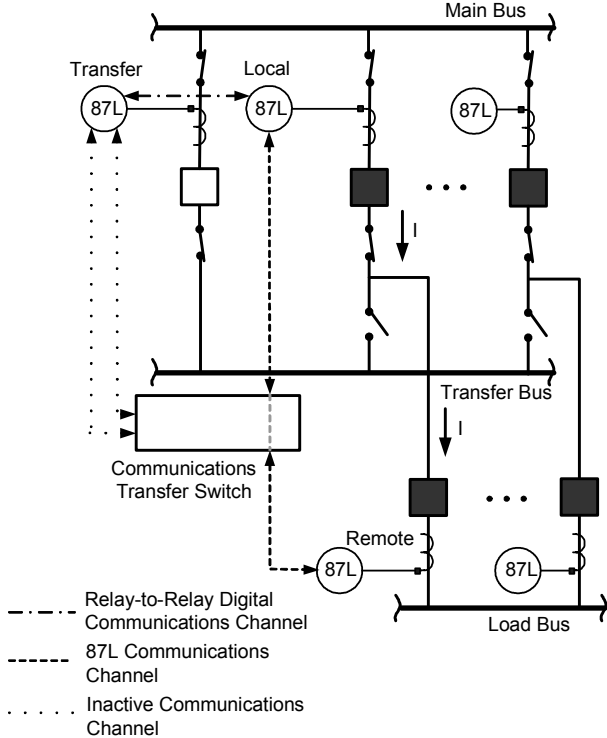 Main Bus
Transfer
Local
87L
87L
87L
I
Transfer Bus
I
Communications
Transfer Switch
Remote
87L
87L
Load Bus
Relay-to-Relay Digital
Communications Channel
87L Communications
Channel
Inactive Communications
Channel